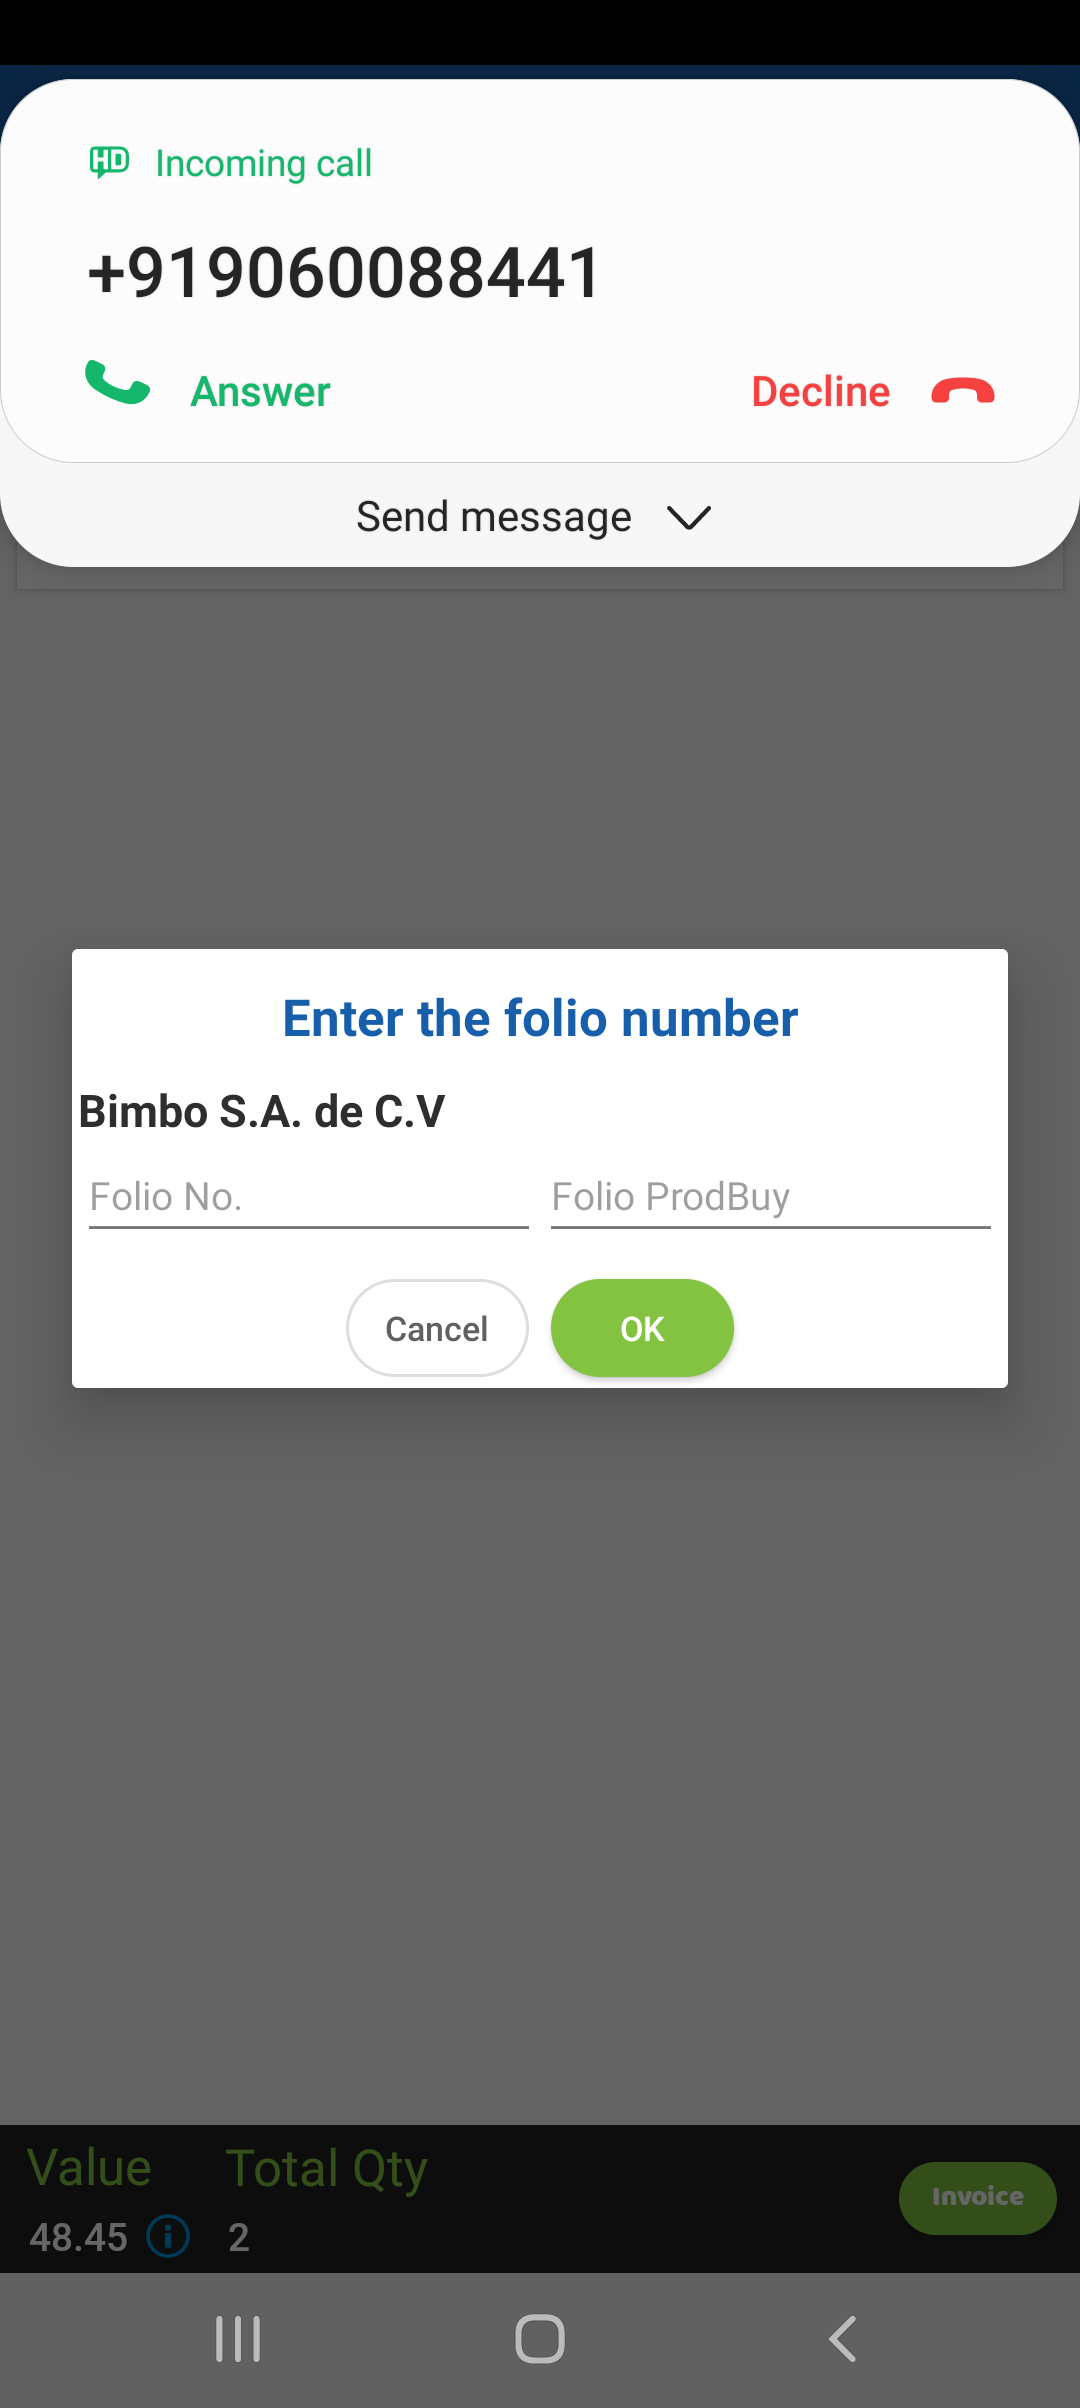 HD Incoming call
+919060088441
Answer Decline
Send message
Enter the folio number
Bimbo S.A. de C.V
Folio No. Folio ProdBuy
Cancel OK
Value Total Qty
Invoice
48.45 2